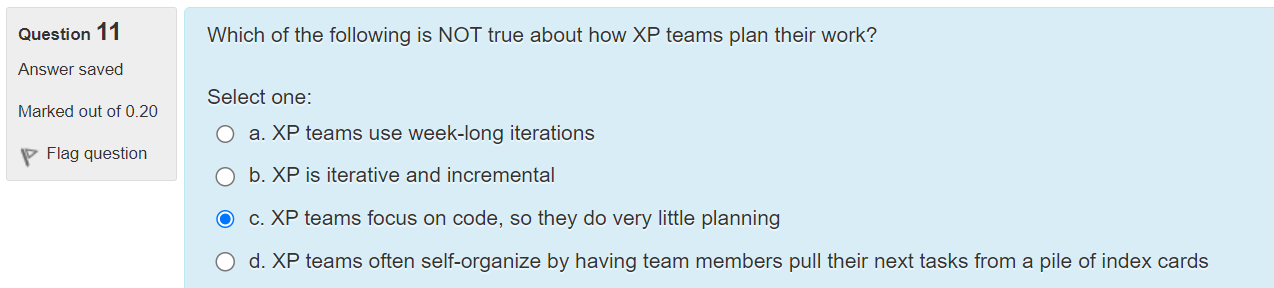 Question 11
Answer saved
Marked out of 0.20
Flag question
Which of the following is NOT true about how XP teams plan their work?
Select one:
a. XP teams use week-long iterations
b. XP is iterative and incremental
c. XP teams focus on code, so they do very little planning
d. XP teams often self-organize by having team members pull their next tasks from a pile of index cards